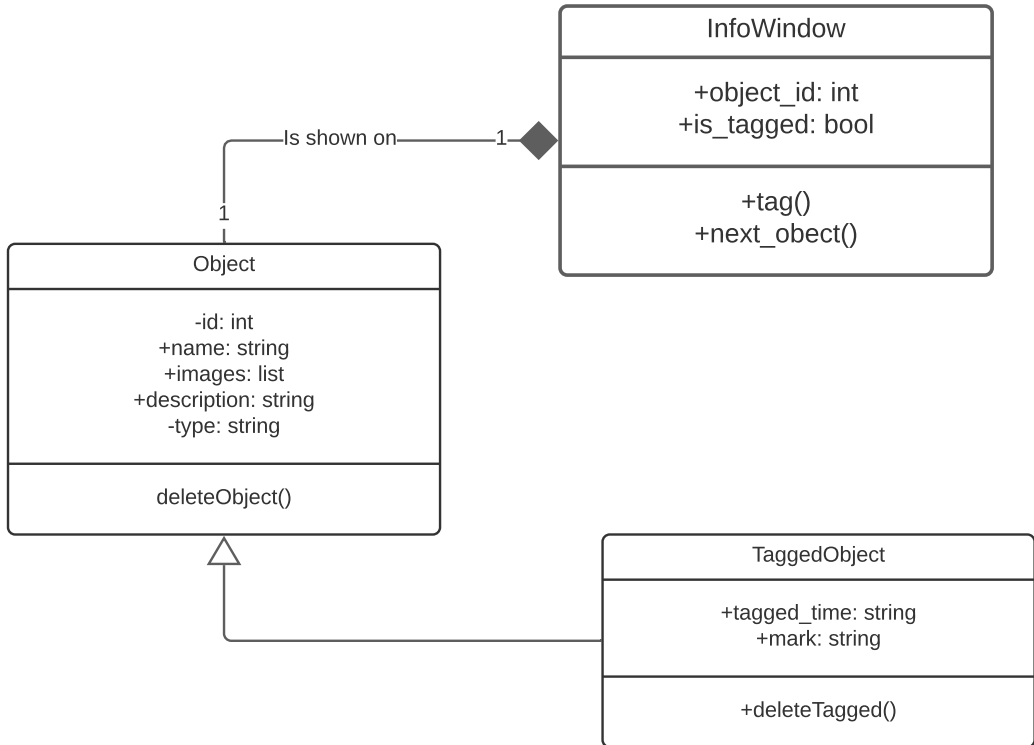 InfoWindow
+object_id: int
+is_tagged: bool
+tag()
+next_obect()
Is shown on
1
1
Object
-id: int
+name: string
+images: list
+description: string
-type: string
deleteObject()
TaggedObject
+tagged_time: string
+mark: string
+deleteTagged()